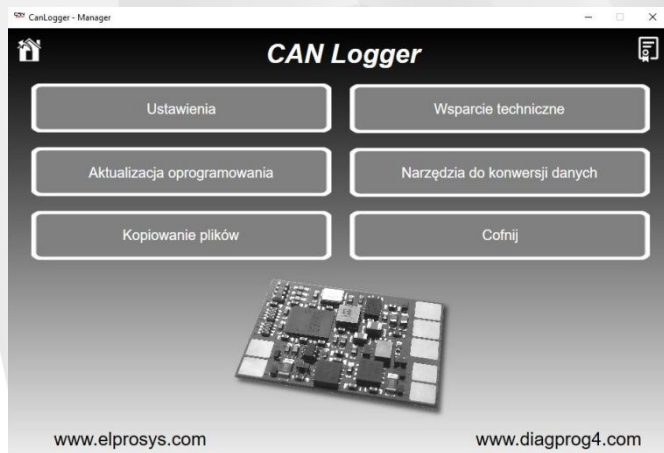 CanLogger - Manager
CAN Logger
Ustawienia
Wsparcie techniczne
Aktualizacja oprogramowania
Narzędzia do konwersji danych
Kopiowanie plików
Cofnij
www.elprosys.com
www.diagprog4.com